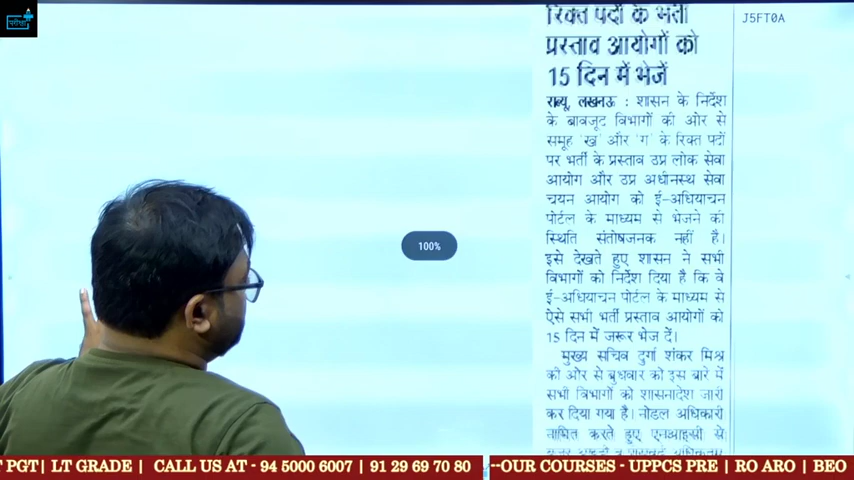 परीक्षा
J5FT0A
रिक्त पदों के भर्ती
प्रस्ताव आयोगों को
15 दिन में भेजें
राब्यू, लखनऊ : शासन के निर्देश
के बावजूद विभागों की ओर से
समूह 'ख' और 'ग' के रिक्त पदों
पर भर्ती के प्रस्ताव उप्र लोक सेवा
आयोग और उप्र अधीनस्थ सेवा
चयन आयोग को ई-अधियाचन
पोर्टल के माध्यम से भेजने की
स्थिति संतोषजनक नहीं है।
इसे देखते हुए शासन ने सभी
विभागों को निर्देश दिया है कि वे
ई-अधियाचन पोर्टल के माध्यम से
ऐसे सभी भर्ती प्रस्ताव आयोगों को
15 दिन में जरूर भेज दें।
मुख्य सचिव दुर्गा शंकर मिश्र
की ओर से बुधवार को इस बारे में
सभी विभागों को शासनादेश जारी
कर दिया गया है। नोडल अधिकारी
नामित करते हुए एनआइसी से
100%
T PGT| LT GRADE | CALL US AT - 94 5000 6007 | 91 29 69 70 80 --OUR COURSES - UPPCS PRE | RO ARO | BEO